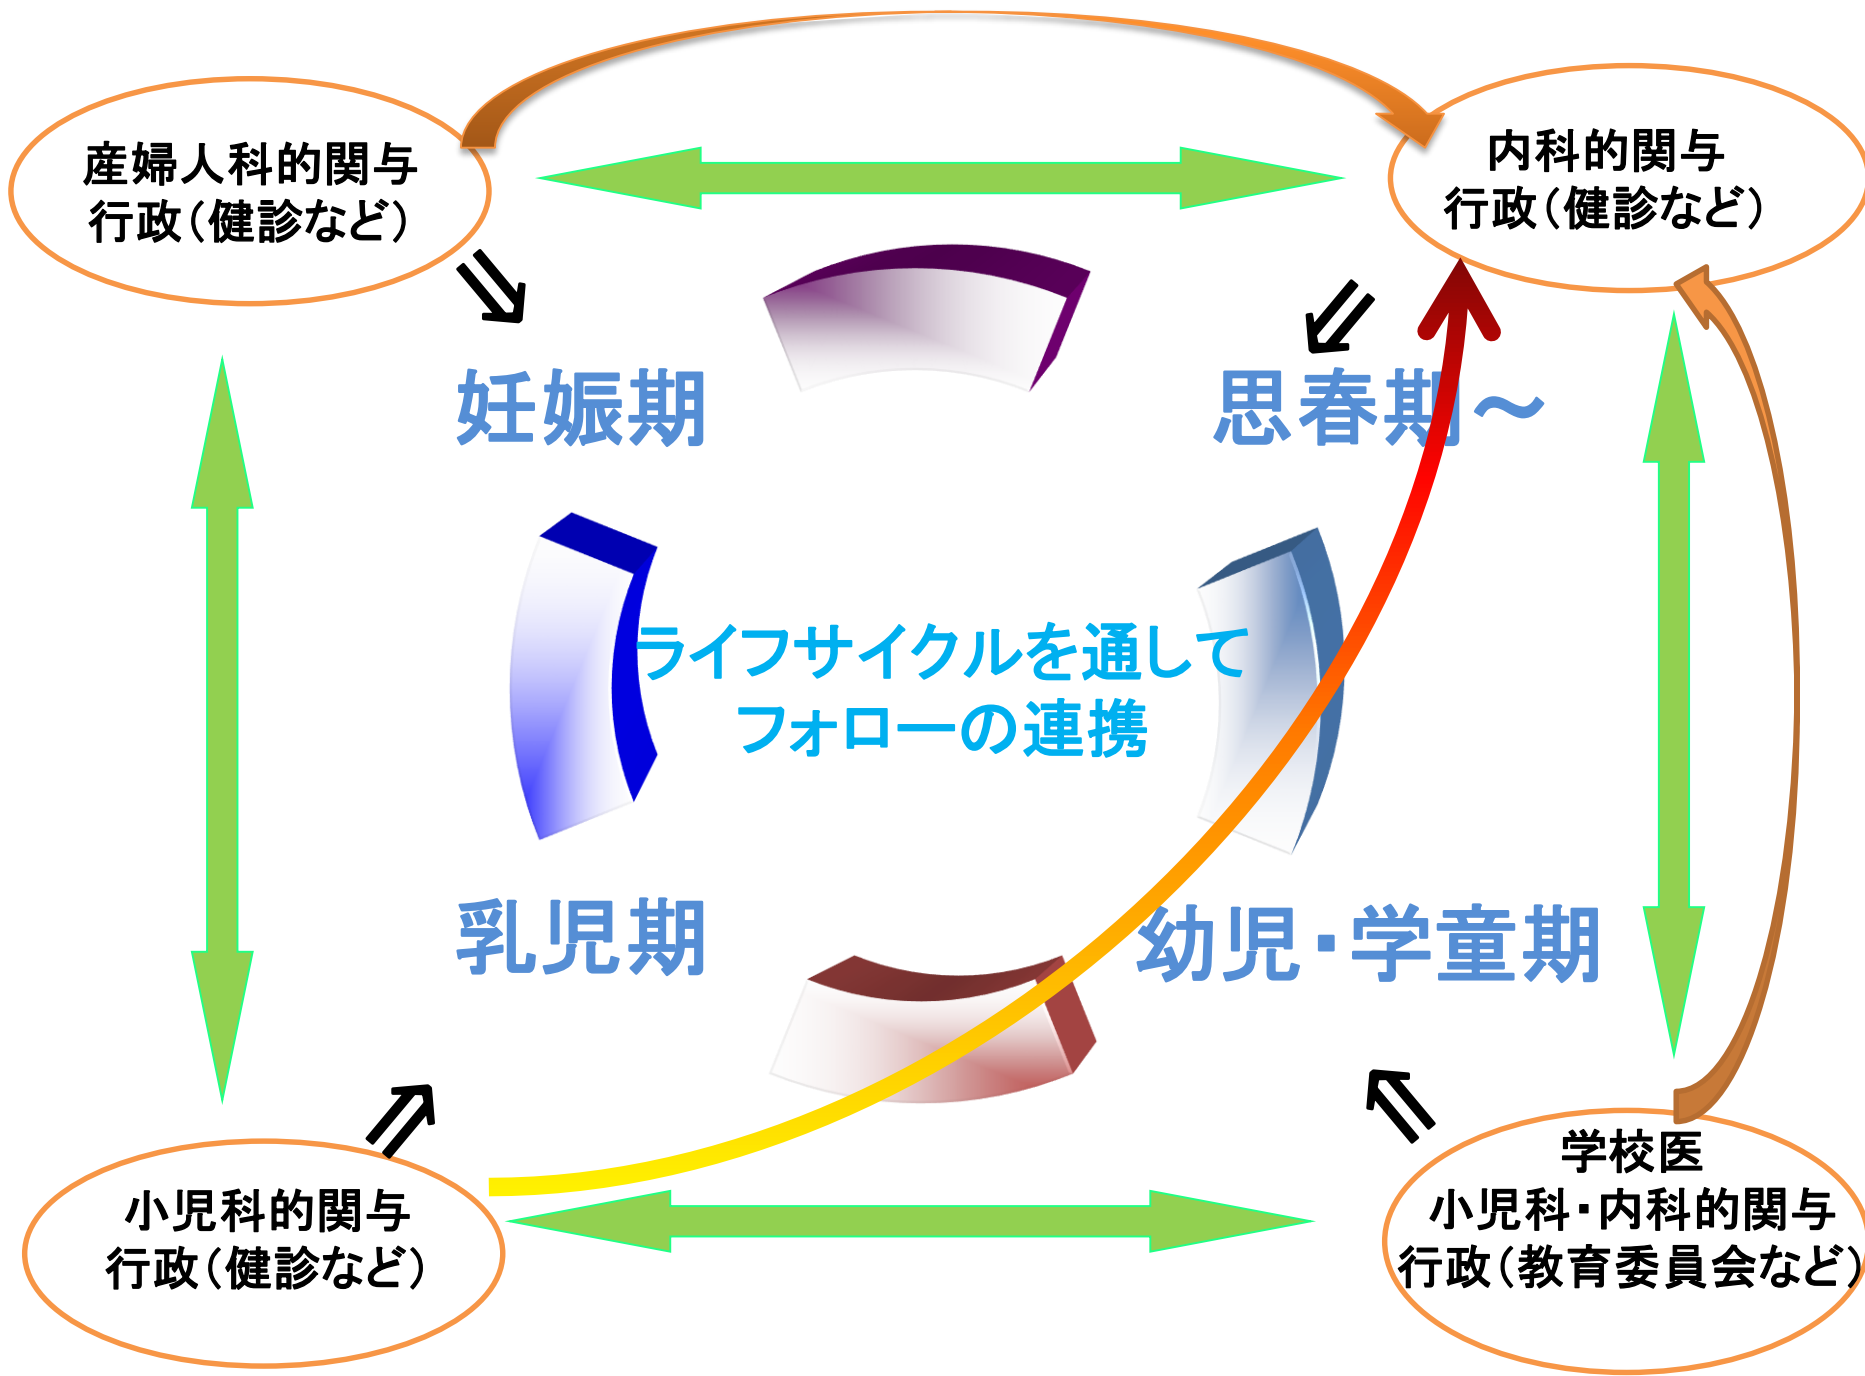 産婦人科的関与
行政(健診など)
内科的関与
行政(健診など)
妊娠期
思春期~
ライフサイクルを通して
フォローの連携
乳児期
幼児・学童期
小児科的関与
行政(健診など)
学校医
小児科・内科的関与
行政(教育委員会など)